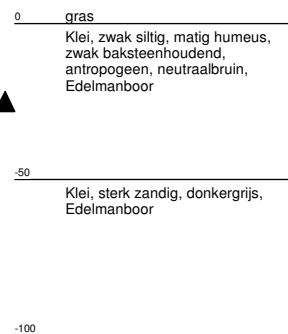 0 gras
Klei, zwak siltig, matig humeus,
zwak baksteenhoudend,
antropogeen, neutraalbruin,
Edelmanboor
-50
Klei, sterk zandig, donkergrijs,
Edelmanboor
-100